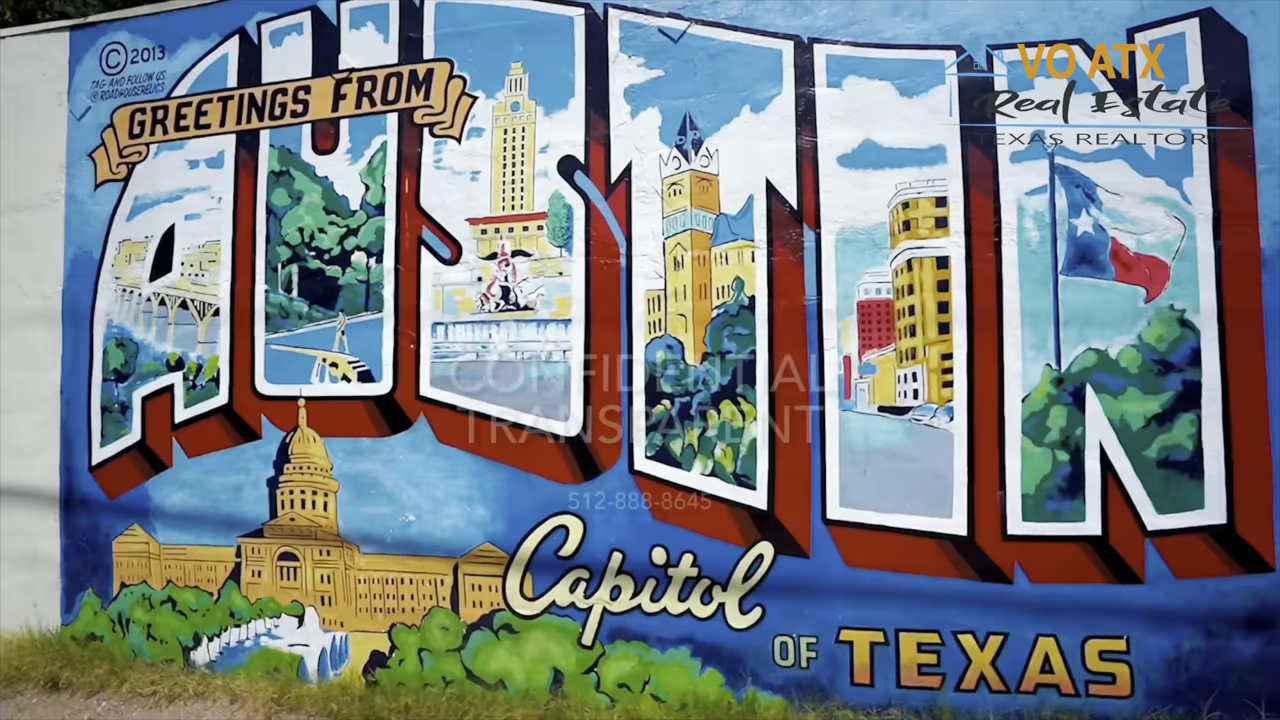 © 2013
TAG AND FOLLOW US
@ROADHOUSERELICS
GREETINGS FROM
AUSTIN
VO ATX
Real Estate
TEXAS REALTOR
CONFIDENTIAL
TRANSPARENT
512-888-8645
Capitol
OF TEXAS